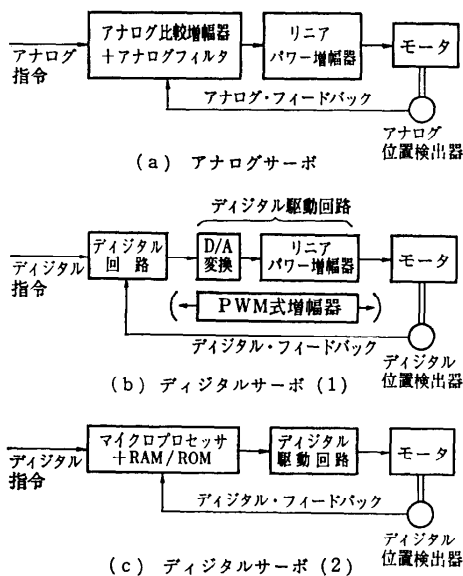 アナログ比較増幅器
+アナログフィルタ
リニア
パワー増幅器
モータ
アナログ
指令
アナログ・フィードバック
アナログ
位置検出器
(a) アナログサーボ
ディジタル駆動回路
ディジタル
回路
D/A
変換
リニア
パワー増幅器
モータ
ディジタル
指令
(PWM式増幅器)
ディジタル・フィードバック
ディジタル
位置検出器
(b) ディジタルサーボ (1)
マイクロプロセッサ
+RAM/ROM
ディジタル
駆動回路
モータ
ディジタル
指令
ディジタル・フィードバック
ディジタル
位置検出器
(c) ディジタルサーボ (2)